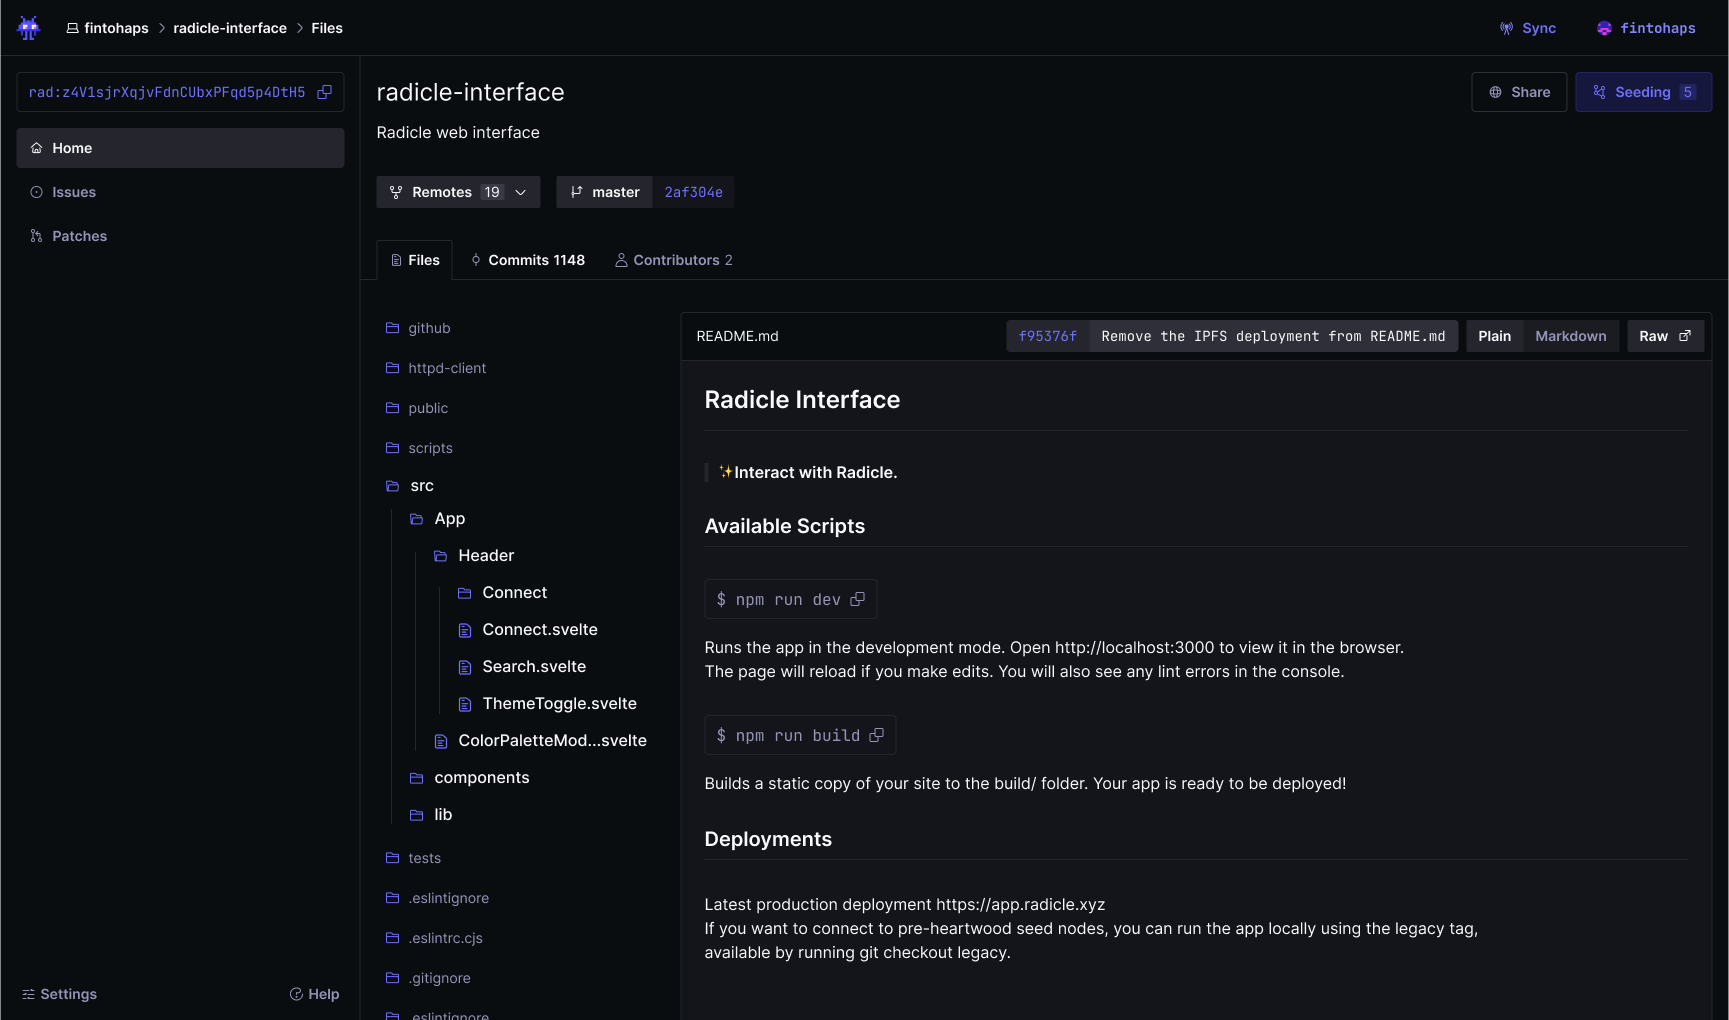 fintohaps > radicle-interface > Files
Sync
fintohaps
rad:z4V1sjrXqjvFdnCUbxPFqd5p4DtH5
Home
Issues
Patches
Settings
Help
radicle-interface
Share
Seeding 5
Radicle web interface
Remotes 19
master 2af304e
Files
Commits 1148
Contributors 2
github
httpd-client
public
scripts
src
App
Header
Connect
Connect.svelte
Search.svelte
ThemeToggle.svelte
ColorPaletteMod...svelte
components
lib
tests
.eslintignore
.eslintrc.cjs
.gitignore
.eslintignore
README.md
f95376f Remove the IPFS deployment from README.md
Plain
Markdown
Raw
Radicle Interface
✨Interact with Radicle.
Available Scripts
$ npm run dev
Runs the app in the development mode. Open http://localhost:3000 to view it in the browser.
The page will reload if you make edits. You will also see any lint errors in the console.
$ npm run build
Builds a static copy of your site to the build/ folder. Your app is ready to be deployed!
Deployments
Latest production deployment https://app.radicle.xyz
If you want to connect to pre-heartwood seed nodes, you can run the app locally using the legacy tag,
available by running git checkout legacy.